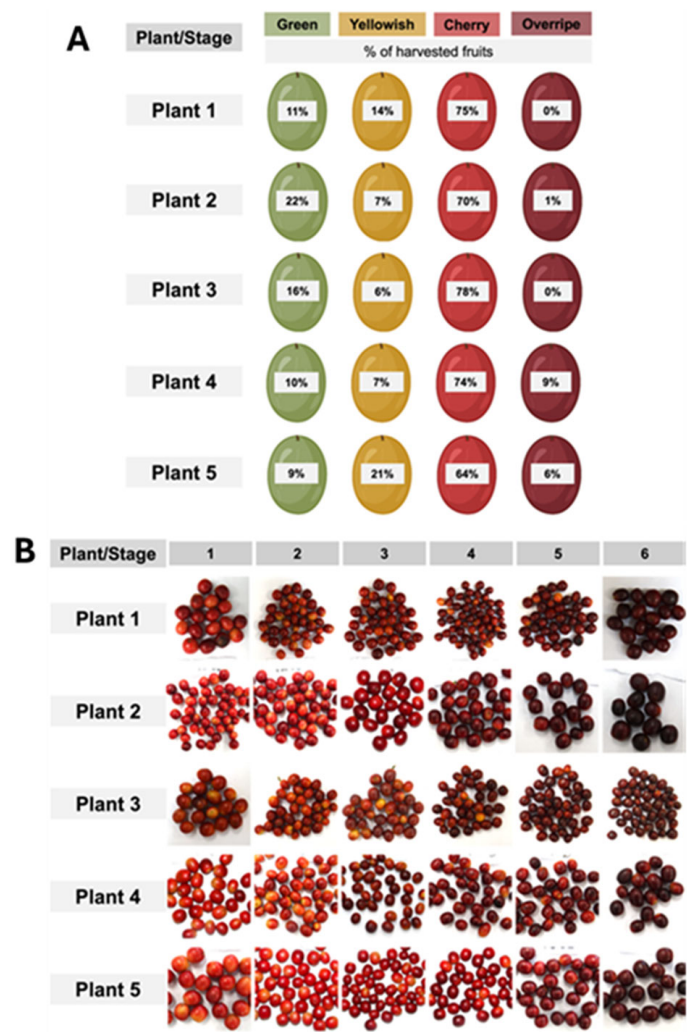 A
Plant/Stage
Green Yellowish Cherry Overripe
% of harvested fruits
Plant 1 11% 14% 75% 0%
Plant 2 22% 7% 70% 1%
Plant 3 16% 6% 78% 0%
Plant 4 10% 7% 74% 9%
Plant 5 9% 21% 64% 6%
B
Plant/Stage 1 2 3 4 5 6
Plant 1
Plant 2
Plant 3
Plant 4
Plant 5